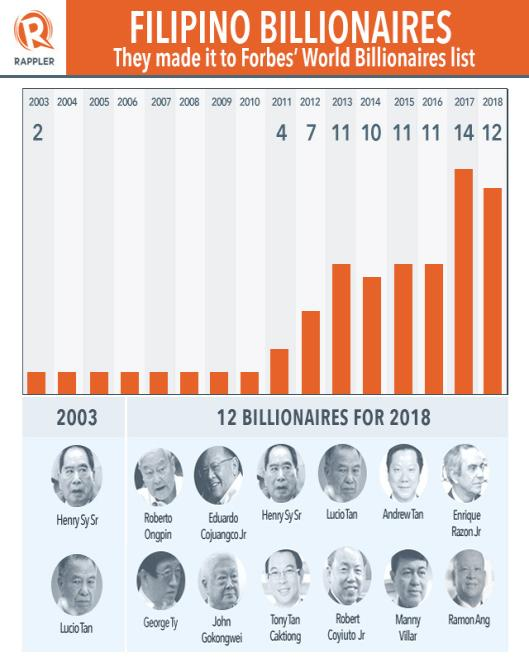 RAPPLER
FILIPINO BILLIONAIRES
They made it to Forbes' World Billionaires list
2003 2004 2005 2006 2007 2008 2009 2010 2011 2012 2013 2014 2015 2016 2017 2018
2 4 7 11 10 11 11 14 12
2003
12 BILLIONAIRES FOR 2018
Henry Sy Sr
Roberto
Ongpin
Eduardo
Cojuangco Jr
Henry Sy Sr
Lucio Tan
Andrew Tan
Enrique
Razon Jr
Lucio Tan
George Ty
John
Gokongwei
Tony Tan
Caktiong
Robert
Coyiuto Jr
Manny
Villar
Ramon Ang